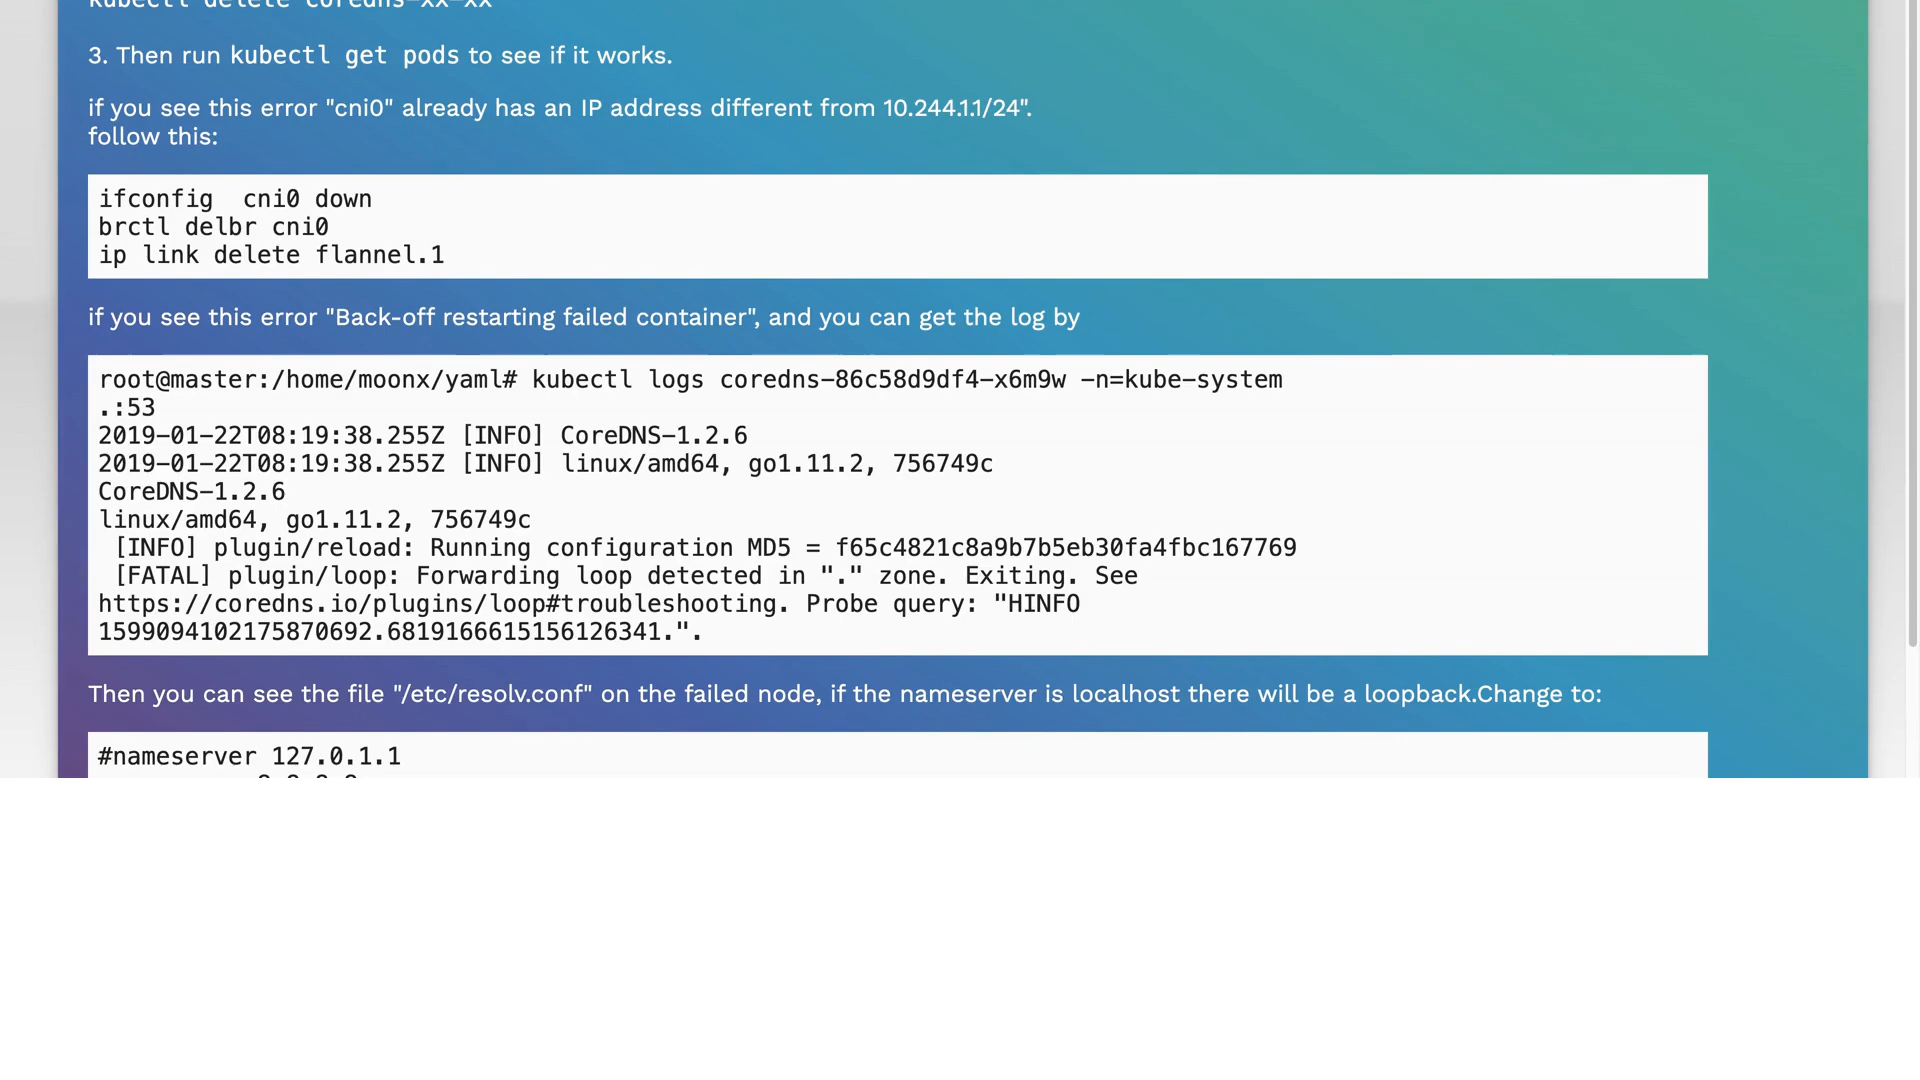 kubectl delete coredns-xx-xx
3. Then run kubectl get pods to see if it works.
if you see this error "cni0" already has an IP address different from 10.244.1.1/24".
follow this:
ifconfig  cni0 down
brctl delbr cni0
ip link delete flannel.1
if you see this error "Back-off restarting failed container", and you can get the log by
root@master:/home/moonx/yaml# kubectl logs coredns-86c58d9df4-x6m9w -n=kube-system
.:53
2019-01-22T08:19:38.255Z [INFO] CoreDNS-1.2.6
2019-01-22T08:19:38.255Z [INFO] linux/amd64, go1.11.2, 756749c
CoreDNS-1.2.6
linux/amd64, go1.11.2, 756749c
 [INFO] plugin/reload: Running configuration MD5 = f65c4821c8a9b7b5eb30fa4fbc167769
 [FATAL] plugin/loop: Forwarding loop detected in "." zone. Exiting. See
https://coredns.io/plugins/loop#troubleshooting. Probe query: "HINFO
1599094102175870692.6819166615156126341.".
Then you can see the file "/etc/resolv.conf" on the failed node, if the nameserver is localhost there will be a loopback.Change to:
#nameserver 127.0.1.1